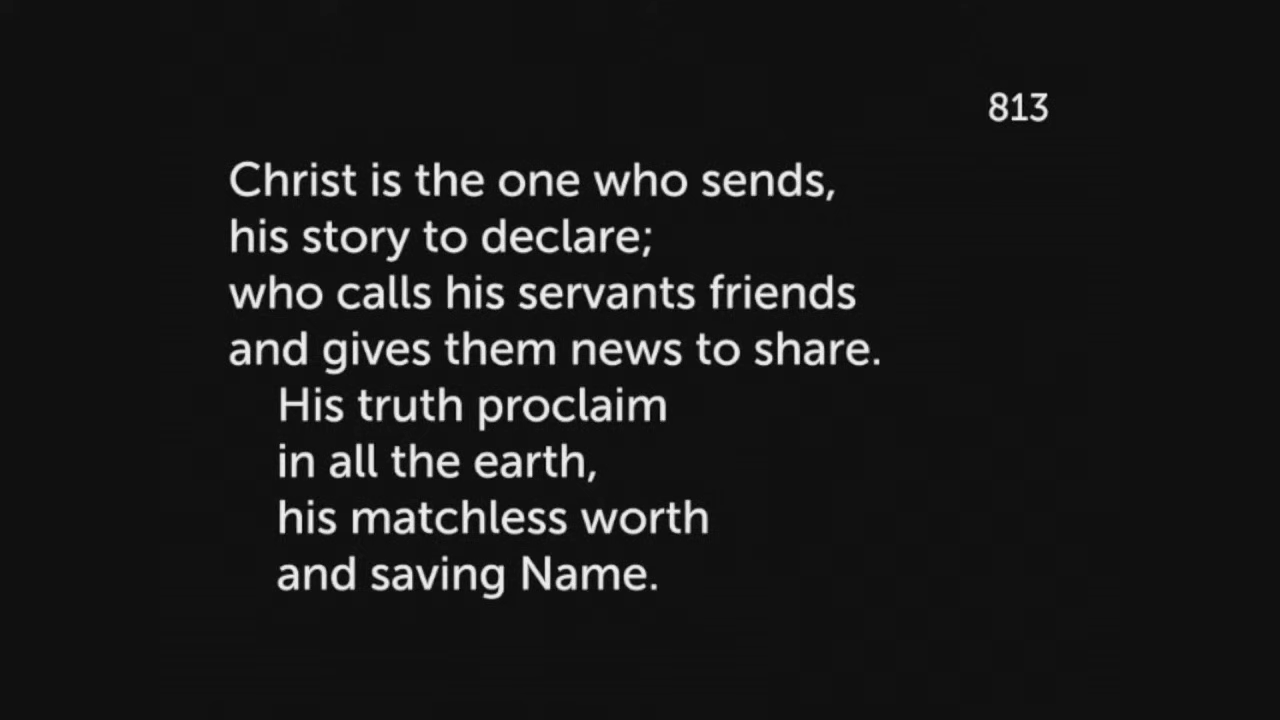 813
Christ is the one who sends,
his story to declare;
who calls his servants friends
and gives them news to share.
His truth proclaim
in all the earth,
his matchless worth
and saving Name.